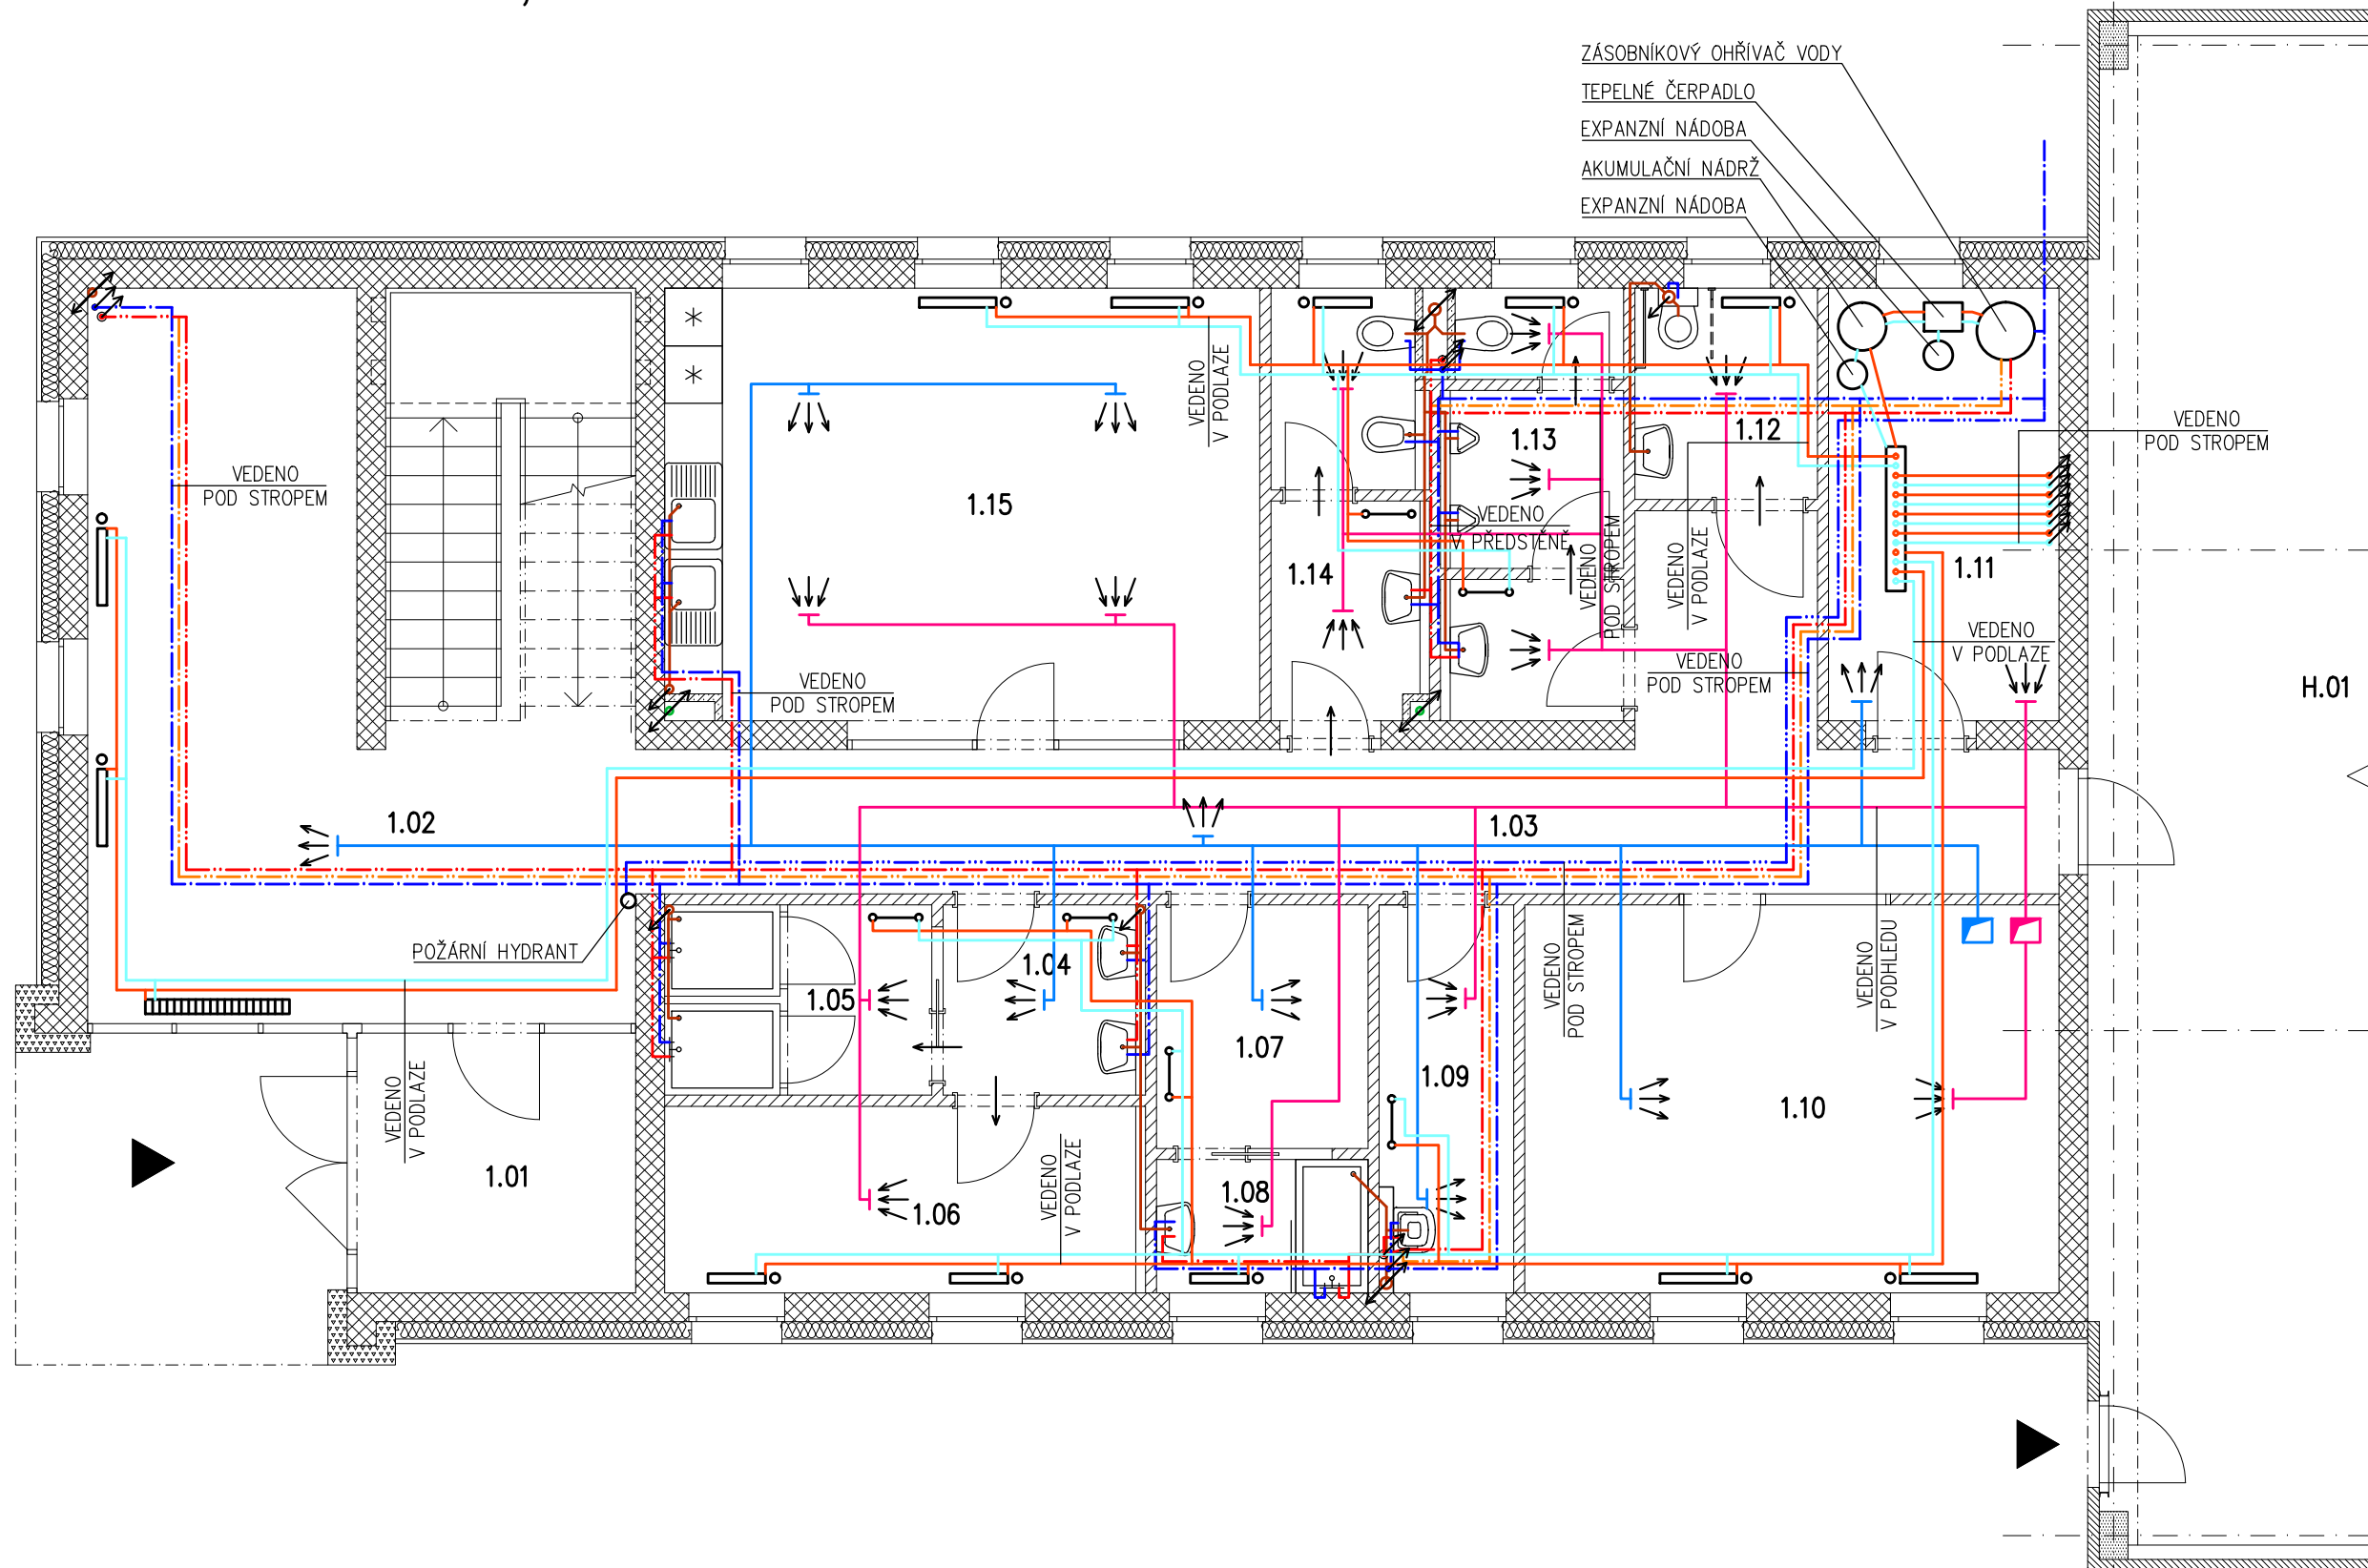 ZÁSOBNÍKOVÝ OHŘÍVAČ VODY
TEPELNÉ ČERPADLO
EXPANZNÍ NÁDOBA
AKUMULAČNÍ NÁDRŽ
EXPANZNÍ NÁDOBA
VEDENO
V PODLAZE
VEDENO
POD STROPEM
VEDENO
POD STROPEM
1.15
1.13
1.12
VEDENO
V PŘEDSTĚNĚ
1.14
VEDENO
POD STROPEM
VEDENO
V PODLAZE
1.11
VEDENO
V PODLAZE
VEDENO
POD STROPEM
VEDENO
POD STROPEM
H.01
1.02
1.03
POŽÁRNÍ HYDRANT
1.04
1.05
1.07
1.09
VEDENO
POD STROPEM
VEDENO
V PODHLEDU
1.10
VEDENO
V PODLAZE
1.01
1.06
VEDENO
V PODLAZE
1.08